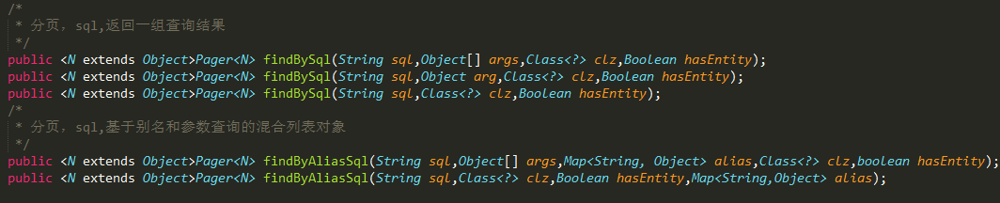 /*
 * 分页，sql,返回一组查询结果
 */
public <N extends Object>Pager<N> findBySql(String sql,Object[] args,Class<?> clz,Boolean hasEntity);
public <N extends Object>Pager<N> findBySql(String sql,Object arg,Class<?> clz,Boolean hasEntity);
public <N extends Object>Pager<N> findBySql(String sql,Class<?> clz,Boolean hasEntity);
/*
 * 分页，sql,基于别名和参数查询的混合列表对象
 */
public <N extends Object>Pager<N> findByAliasSql(String sql,Object[] args,Map<String, Object> alias,Class<?> clz,boolean hasEntity);
public <N extends Object>Pager<N> findByAliasSql(String sql,Class<?> clz,Boolean hasEntity,Map<String,Object> alias);